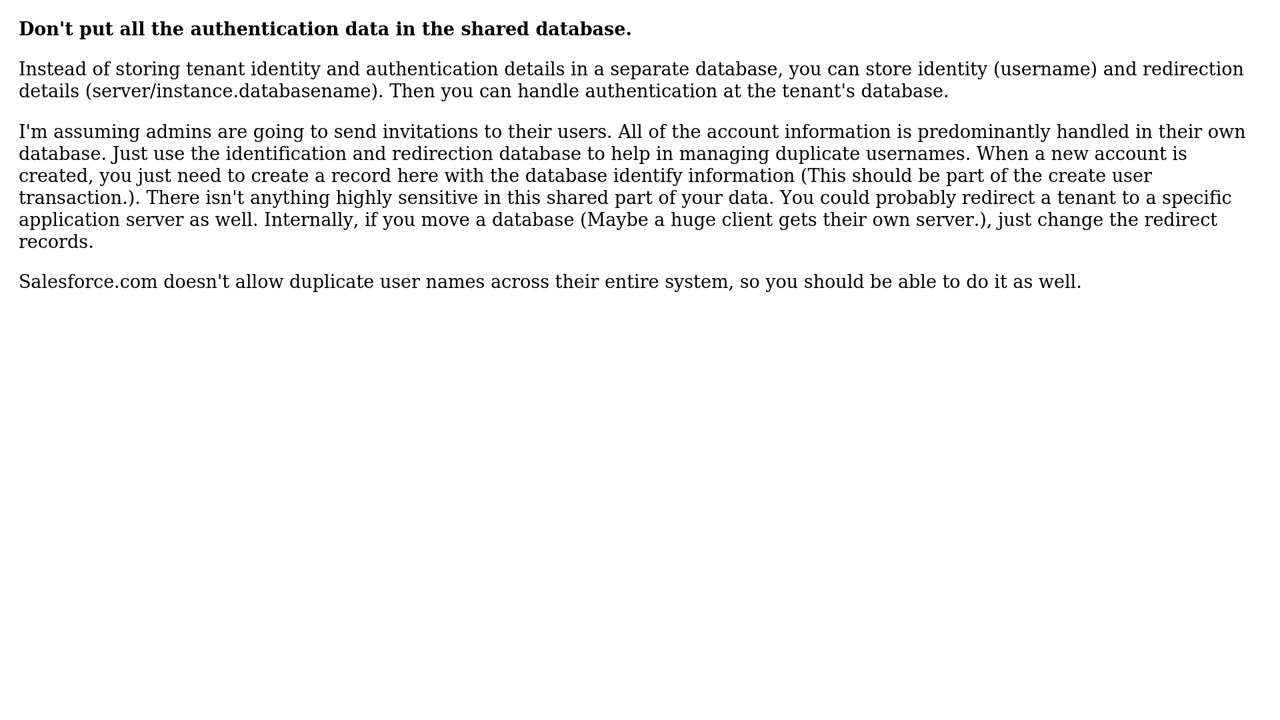 Don't put all the authentication data in the shared database.
Instead of storing tenant identity and authentication details in a separate database, you can store identity (username) and redirection
details (server/instance.databasename). Then you can handle authentication at the tenant's database.
I'm assuming admins are going to send invitations to their users. All of the account information is predominantly handled in their own
database. Just use the identification and redirection database to help in managing duplicate usernames. When a new account is
created, you just need to create a record here with the database identify information (This should be part of the create user
transaction.). There isn't anything highly sensitive in this shared part of your data. You could probably redirect a tenant to a specific
application server as well. Internally, if you move a database (Maybe a huge client gets their own server.), just change the redirect
records.
Salesforce.com doesn't allow duplicate user names across their entire system, so you should be able to do it as well.